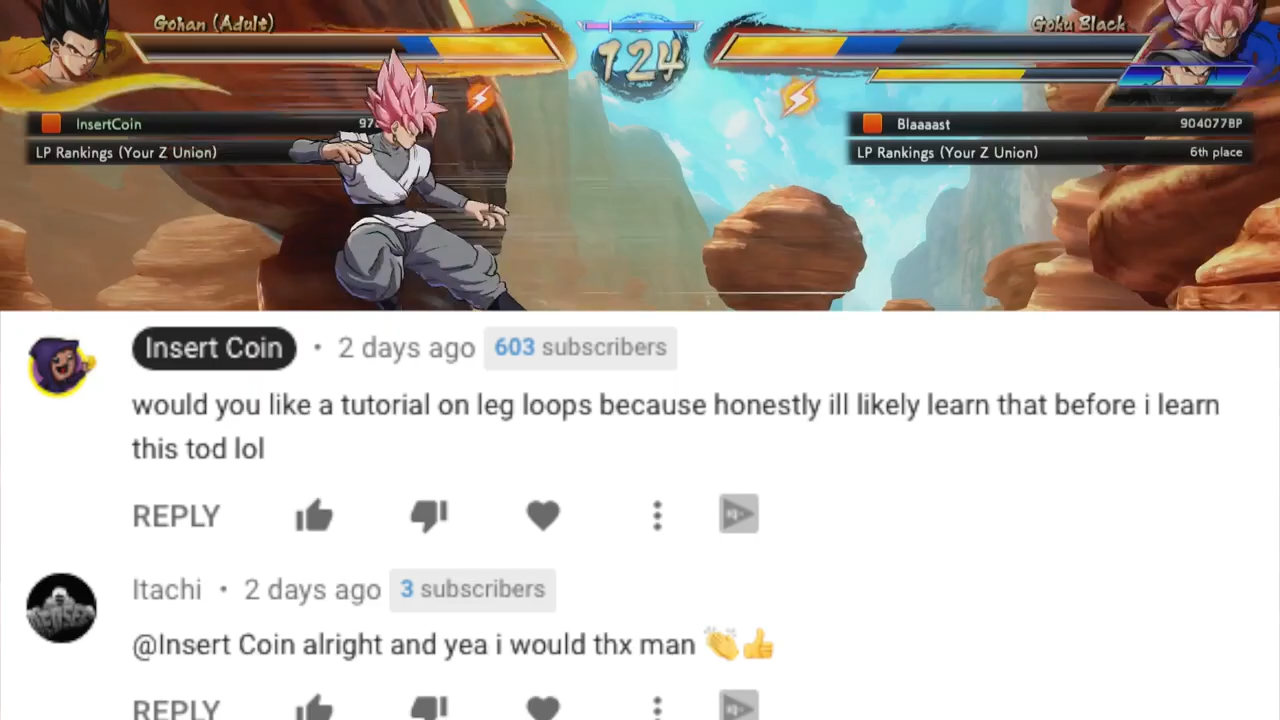 Gohan (Adult)
724
Goku Black
InsertCoin
97
Blaaaast
904077BP
LP Rankings (Your Z Union)
LP Rankings (Your Z Union)
6th place
Insert Coin • 2 days ago 603 subscribers
would you like a tutorial on leg loops because honestly ill likely learn that before i learn
this tod lol
REPLY
Itachi • 2 days ago 3 subscribers
@Insert Coin alright and yea i would thx man 👏👍
REPLY